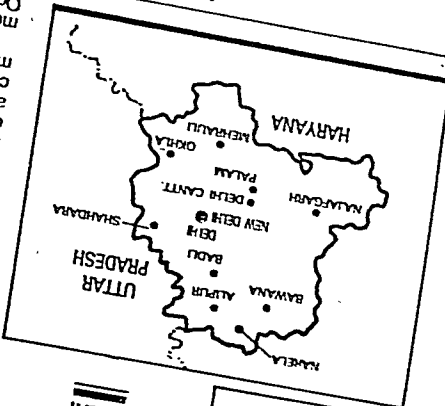 NARELA
BAWANA
ALIPUR
UTTAR
PRADESH
BADLI
DELHI
NEW DELHI
SHAHDARA
NAJAFGARH
DELHI CANTT.
PALAM
HARYANA
MEHRAULI
OKHLA